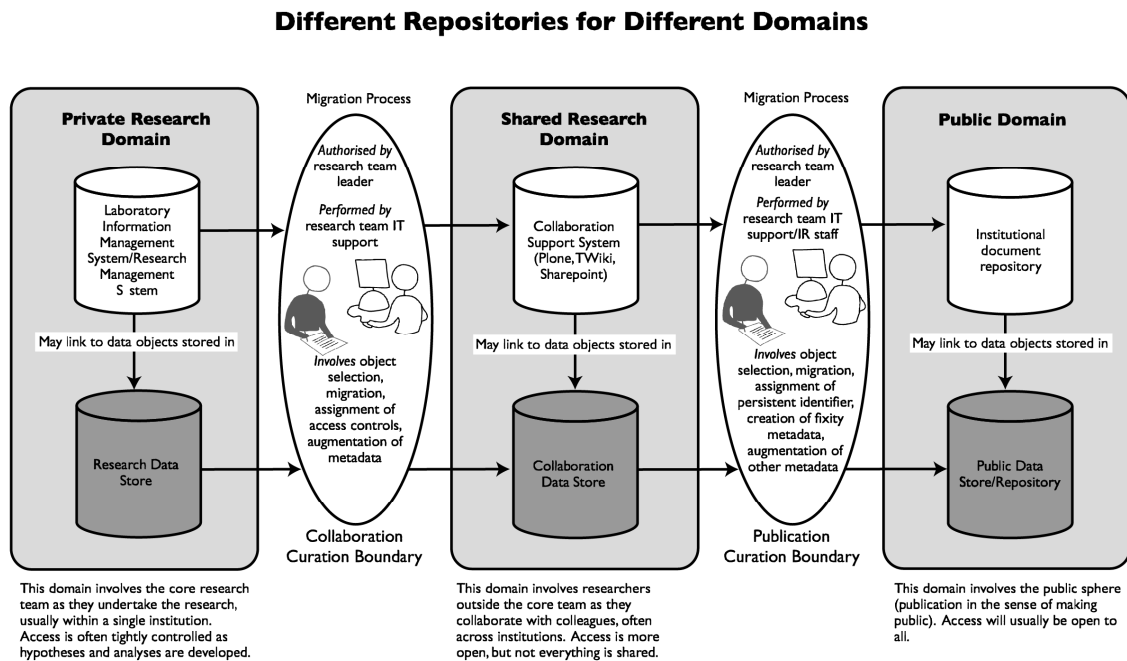 Different Repositories for Different Domains
Private Research
Domain
Laboratory
Information
Management
System/Research
Management
S stem
May link to data objects stored in
Research Data
Store
This domain involves the core research
team as they undertake the research,
usually within a single institution.
Access is often tightly controlled as
hypotheses and analyses are developed.
Migration Process
Authorised by
research team
leader
Performed by
research team IT
support
Involves object
selection,
migration,
assignment of
access controls,
augmentation of
metadata
Collaboration
Curation Boundary
Shared Research
Domain
Collaboration
Support System
(Plone, TWiki,
Sharepoint)
May link to data objects stored in
Collaboration
Data Store
This domain involves researchers
outside the core team as they
collaborate with colleagues, often
across institutions. Access is more
open, but not everything is shared.
Migration Process
Authorised by
research team
leader
Performed by
research team IT
support/IR staff
Involves object
selection, migration,
assignment of
persistent identifier,
creation of fixity
metadata,
augmentation of
other metadata
Publication
Curation Boundary
Public Domain
Institutional
document
repository
May link to data objects stored in
Public Data
Store/Repository
This domain involves the public sphere
(publication in the sense of making
public). Access will usually be open to
all.